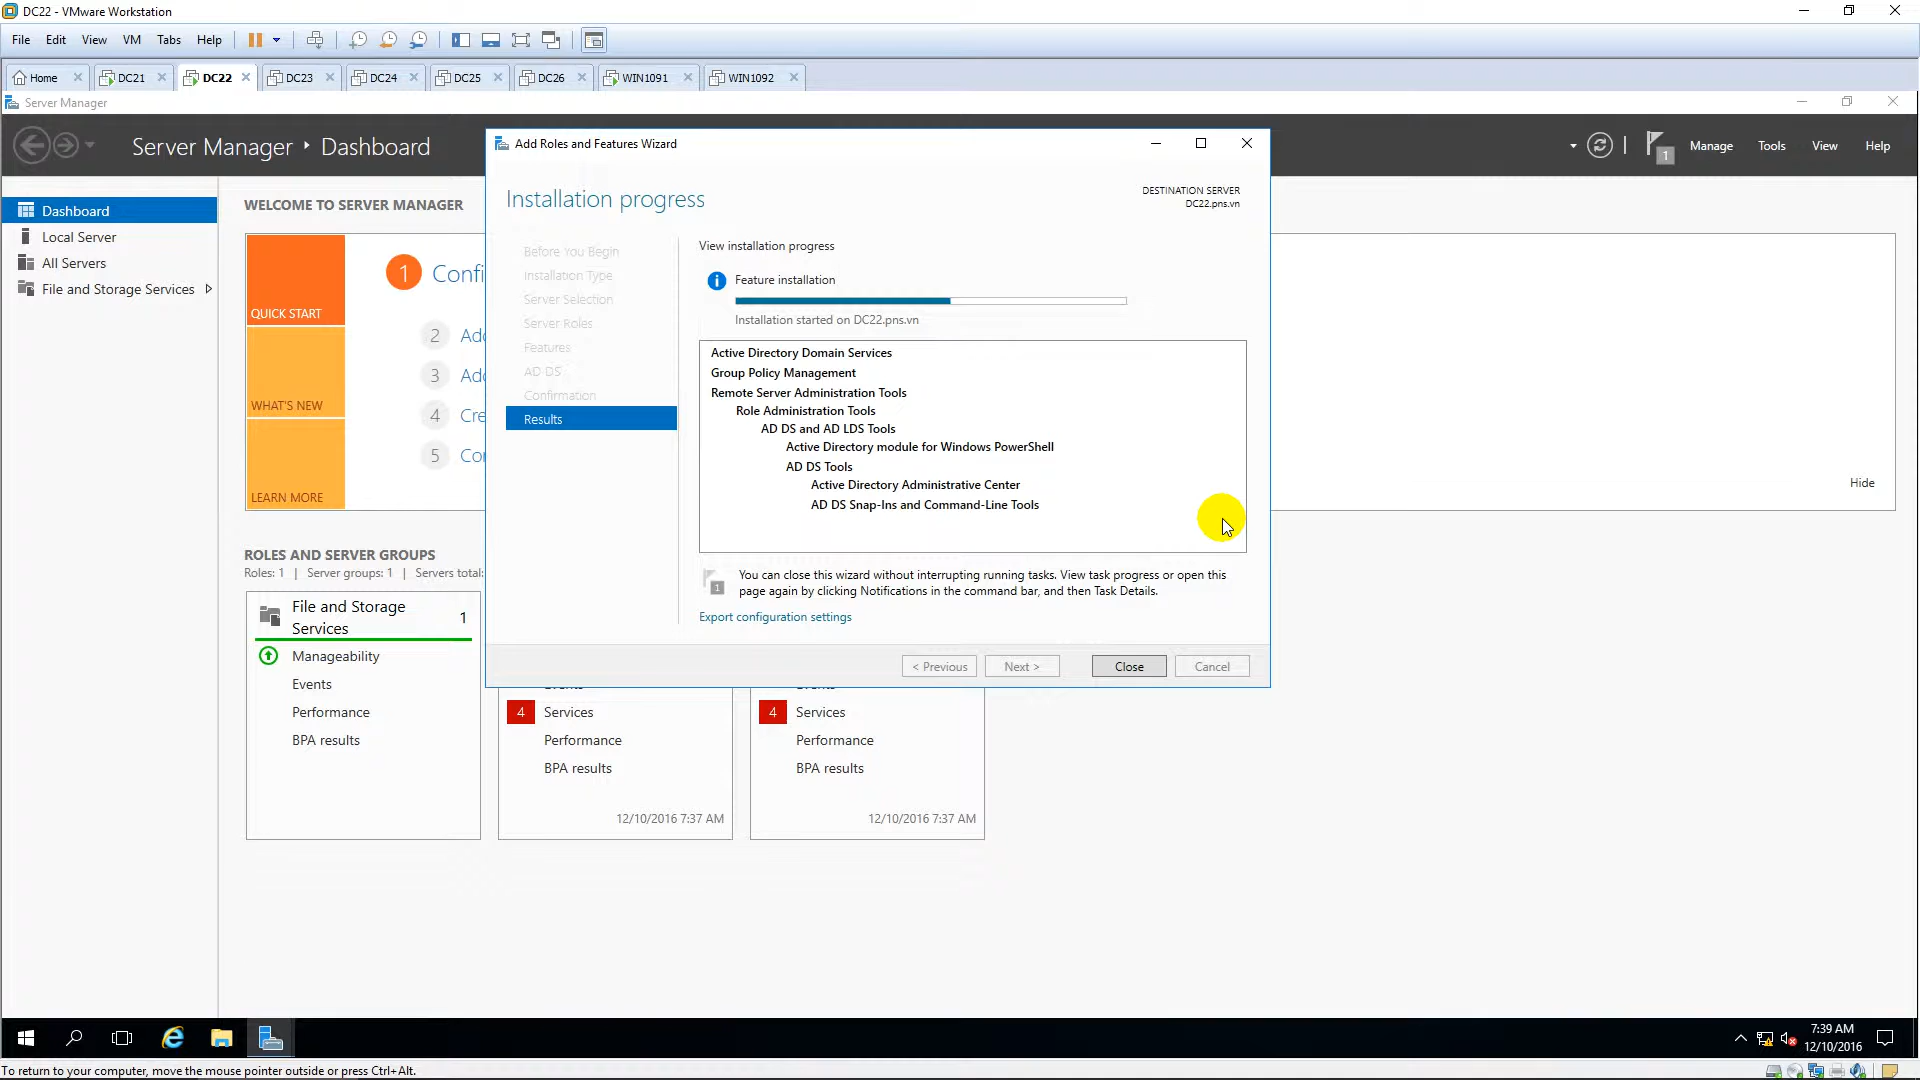 DC22 - VMware Workstation
File Edit View VM Tabs Help
Home DC21 DC22 DC23 DC24 DC25 DC26 WIN1091 WIN1092
Server Manager
Server Manager Dashboard
1
Manage Tools View Help
Dashboard
Local Server
All Servers
File and Storage Services
WELCOME TO SERVER MANAGER
QUICK START
WHAT'S NEW
LEARN MORE
1 Confi
2 Add
3 Add
4 Cre
5 Con
Hide
ROLES AND SERVER GROUPS
Roles: 1 | Server groups: 1 | Servers total:
File and Storage
Services
1
Manageability
Events
Performance
BPA results
4 Services
Performance
BPA results
12/10/2016 7:37 AM
4 Services
Performance
BPA results
12/10/2016 7:37 AM
Add Roles and Features Wizard
Installation progress
DESTINATION SERVER
DC22.pns.vn
Before You Begin
Installation Type
Server Selection
Server Roles
Features
AD DS
Confirmation
Results
View installation progress
Feature installation
Installation started on DC22.pns.vn
Active Directory Domain Services
Group Policy Management
Remote Server Administration Tools
Role Administration Tools
AD DS and AD LDS Tools
Active Directory module for Windows PowerShell
AD DS Tools
Active Directory Administrative Center
AD DS Snap-Ins and Command-Line Tools
1
You can close this wizard without interrupting running tasks. View task progress or open this
page again by clicking Notifications in the command bar, and then Task Details.
Export configuration settings
< Previous Next > Close Cancel
7:39 AM
12/10/2016
To return to your computer, move the mouse pointer outside or press Ctrl+Alt.